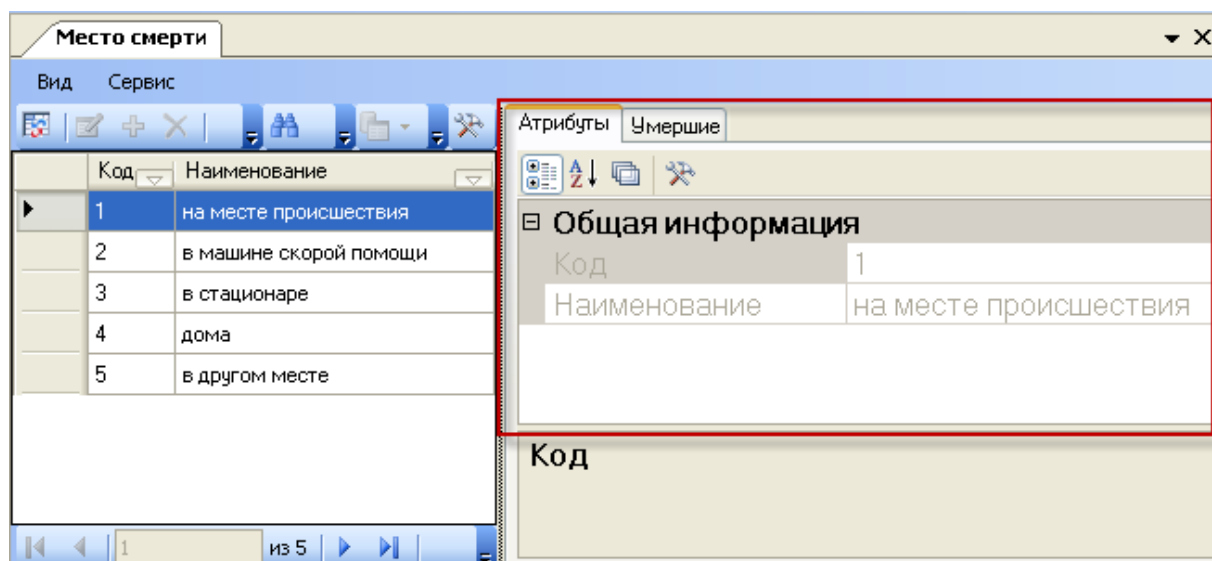 Место смерти
Вид Сервис
Атрибуты Умершие
Код Наименование
1 на месте происшествия
2 в машине скорой помощи
3 в стационаре
4 дома
5 в другом месте
Общая информация
Код 1
Наименование на месте происшествия
Код
1 из 5